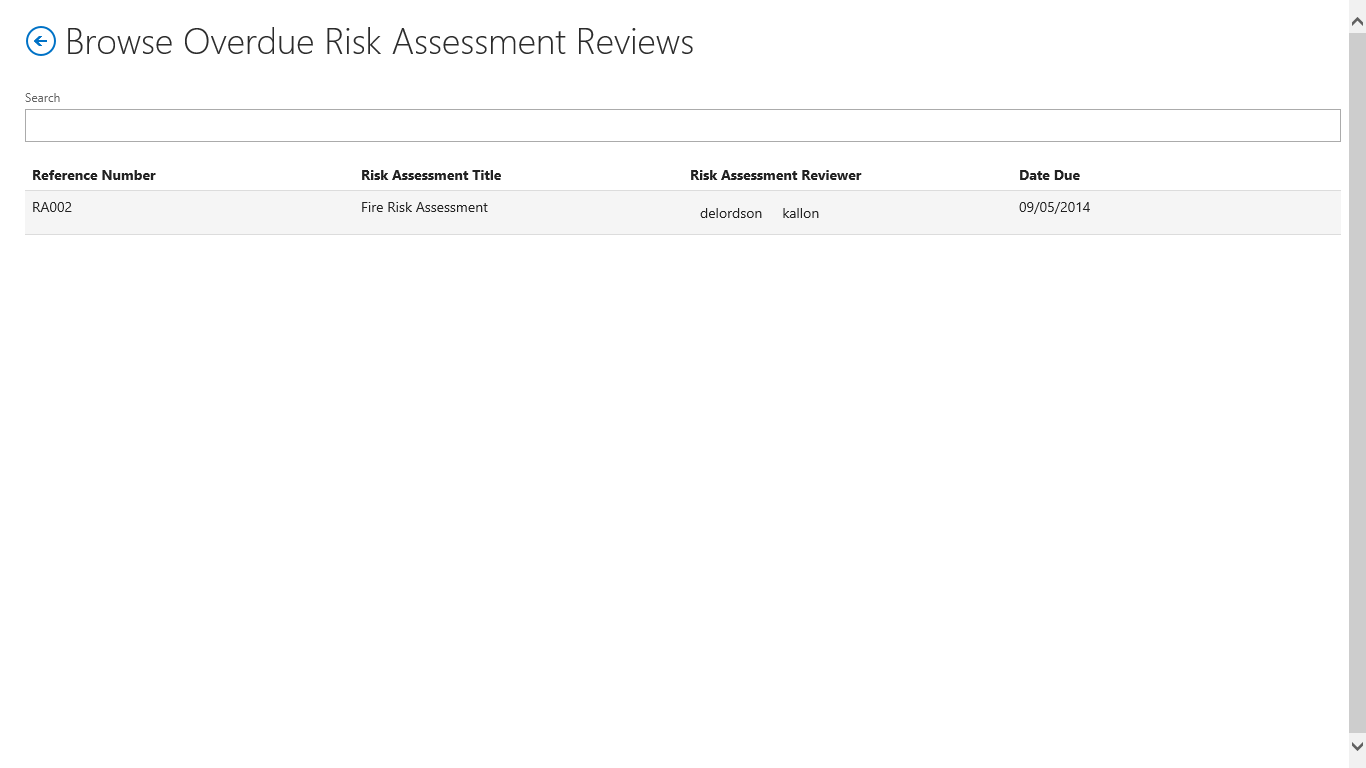 Browse Overdue Risk Assessment Reviews
Search
Reference Number Risk Assessment Title Risk Assessment Reviewer Date Due
RA002 Fire Risk Assessment delordson kallon 09/05/2014